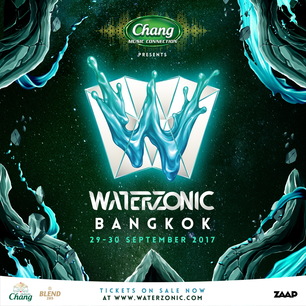 Chang
MUSIC CONNECTION
PRESENTS
W
WATERZONIC
BANGKOK
29-30 SEPTEMBER 2017
TICKETS ON SALE NOW
AT WWW.WATERZONIC.COM
Chang
BLEND
ZAAP